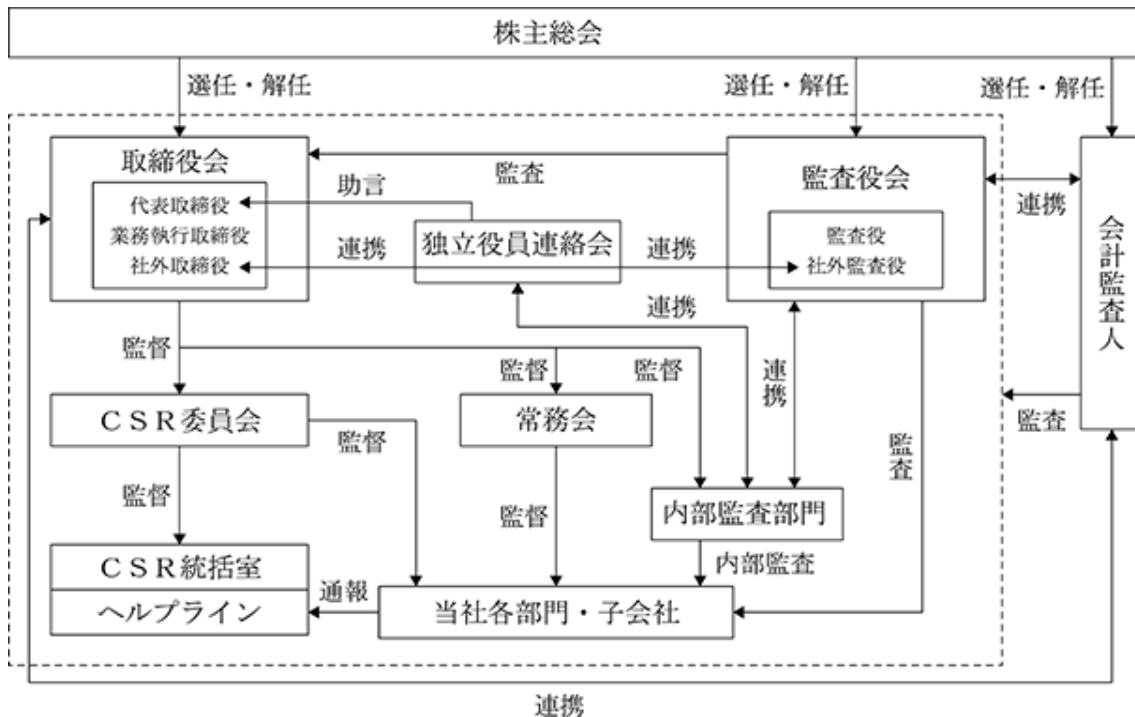 株主総会
選任・解任
選任・解任
選任・解任
取締役会
代表取締役
業務執行取締役
社外取締役
監査
助言
独立役員連絡会
連携
連携
連携
監査役会
監査役
社外監査役
連携
会計監査人
監督
監督
監督
連携
監査
監査
ＣＳＲ委員会
監督
常務会
監督
監督
内部監査部門
内部監査
ＣＳＲ統括室
ヘルプライン
通報
当社各部門・子会社
連携